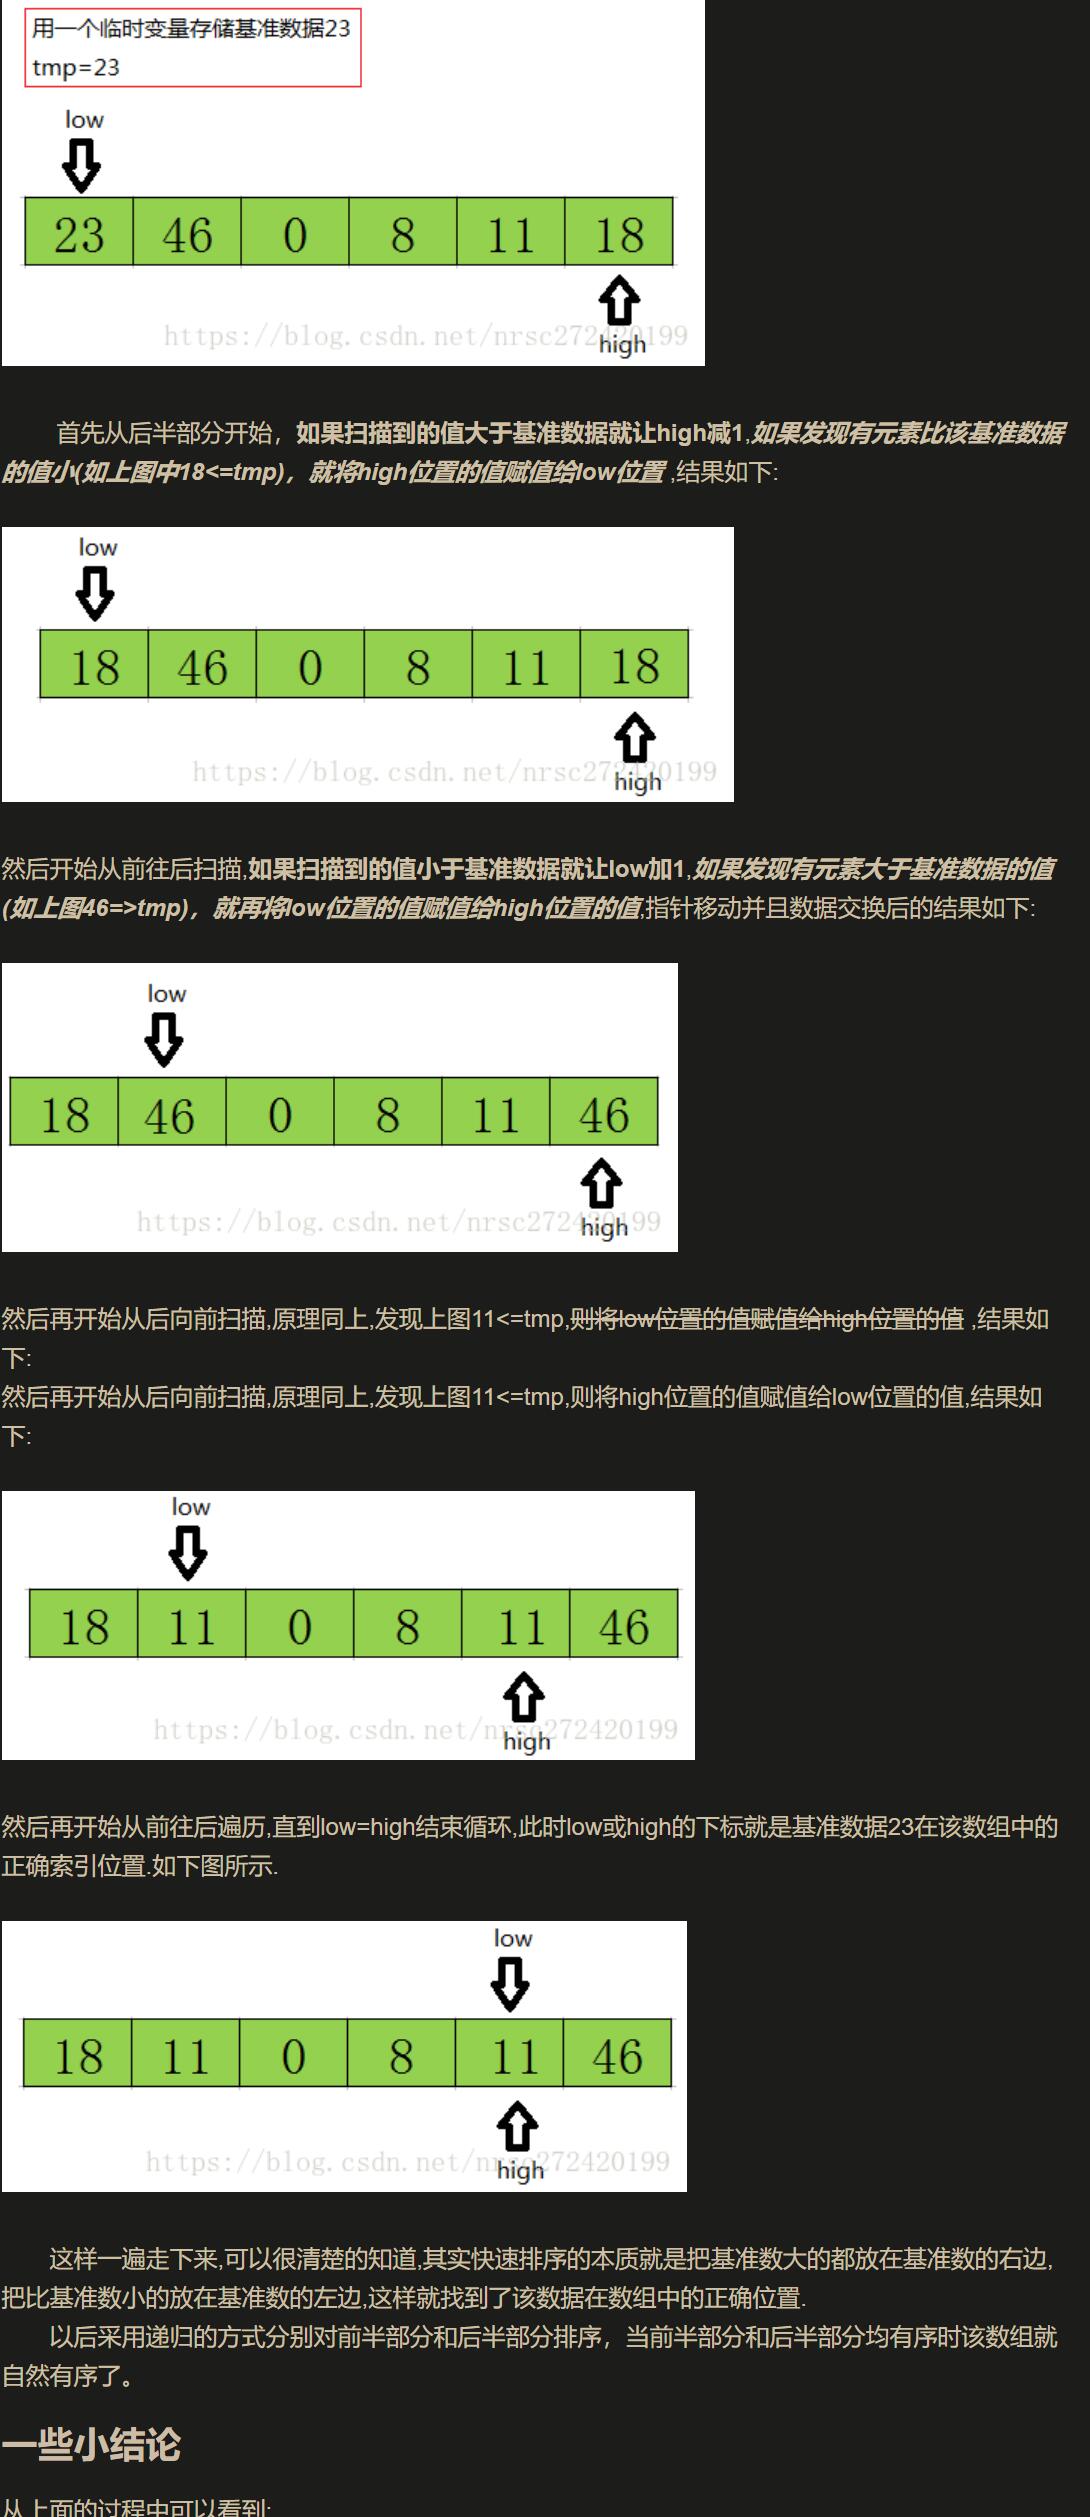 用一个临时变量存储基准数据23
tmp=23
low
23 46 0 8 11 18
https://blog.csdn.net/nrsc272420199
high
首先从后半部分开始，如果扫描到的值大于基准数据就让high减1,如果发现有元素比该基准数据
的值小(如上图中18<=tmp)，就将high位置的值赋值给low位置 ,结果如下:
low
18 46 0 8 11 18
https://blog.csdn.net/nrsc272420199
high
然后开始从前往后扫描,如果扫描到的值小于基准数据就让low加1,如果发现有元素大于基准数据的值
(如上图46=>tmp)，就再将low位置的值赋值给high位置的值,指针移动并且数据交换后的结果如下:
low
18 46 0 8 11 46
https://blog.csdn.net/nrsc272420199
high
然后再开始从后向前扫描,原理同上,发现上图11<=tmp,则将low位置的值赋值给high位置的值 ,结果如
下:
然后再开始从后向前扫描,原理同上,发现上图11<=tmp,则将high位置的值赋值给low位置的值,结果如
下:
low
18 11 0 8 11 46
https://blog.csdn.net/nrsc272420199
high
然后再开始从前往后遍历,直到low=high结束循环,此时low或high的下标就是基准数据23在该数组中的
正确索引位置.如下图所示.
low
18 11 0 8 11 46
https://blog.csdn.net/nrsc272420199
high
这样一遍走下来,可以很清楚的知道,其实快速排序的本质就是把基准数大的都放在基准数的右边,
把比基准数小的放在基准数的左边,这样就找到了该数据在数组中的正确位置.
以后采用递归的方式分别对前半部分和后半部分排序，当前半部分和后半部分均有序时该数组就
自然有序了。
一些小结论
从上面的过程中可以看到: